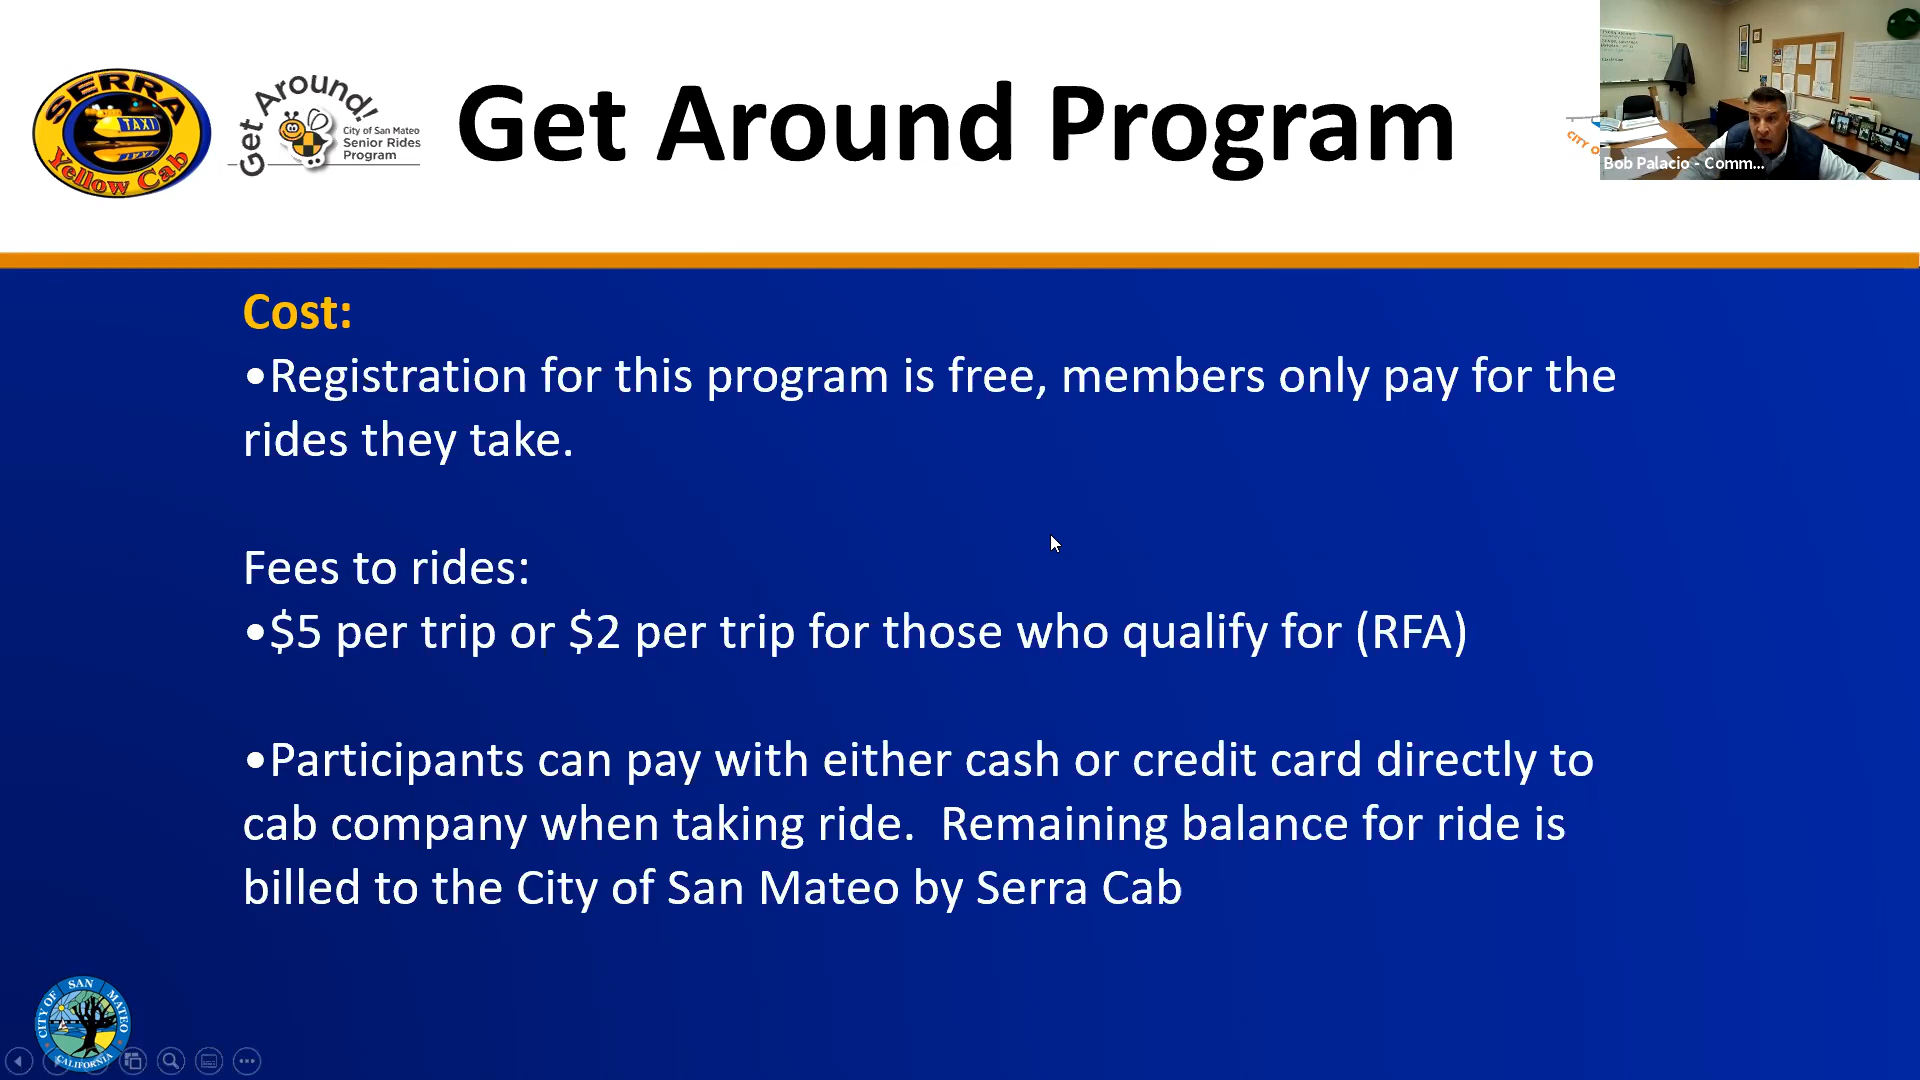 SERRA
TAXI
Yellow Cab
Get Around!
City of San Mateo
Senior Rides
Program
Get Around Program
CITY O
Bob Palacio - Comm...
Cost:
•Registration for this program is free, members only pay for the
rides they take.
Fees to rides:
•$5 per trip or $2 per trip for those who qualify for (RFA)
•Participants can pay with either cash or credit card directly to
cab company when taking ride.  Remaining balance for ride is
billed to the City of San Mateo by Serra Cab
CITY OF SAN MATEO
CALIFORNIA